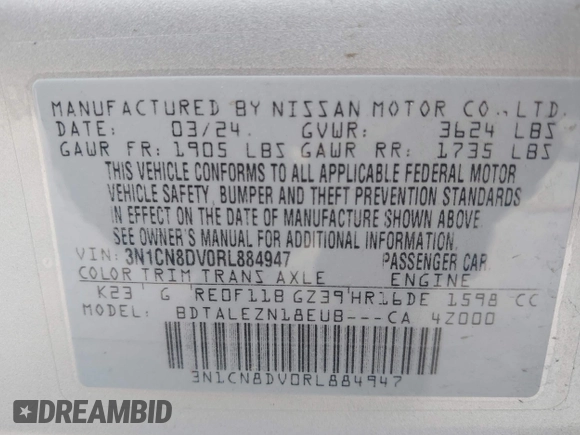 MANUFACTURED BY NISSAN MOTOR CO., LTD.
DATE: 03/24. GVWR: 3624 LBS
GAWR FR: 1905 LBS GAWR RR: 1735 LBS
THIS VEHICLE CONFORMS TO ALL APPLICABLE FEDERAL MOTOR
VEHICLE SAFETY, BUMPER AND THEFT PREVENTION STANDARDS
IN EFFECT ON THE DATE OF MANUFACTURE SHOWN ABOVE.
SEE OWNER'S MANUAL FOR ADDITIONAL INFORMATION.
VIN: 3N1CN8DV0RL884947 PASSENGER CAR
COLOR TRIM TRANS AXLE ENGINE
K23 G RE0F11B GZ39 HR16DE 1598 CC
MODEL: BDTALEZN18EUB---CA 4Z000
3N1CN8DV0RL884947
DREAMBID
dreambid.com